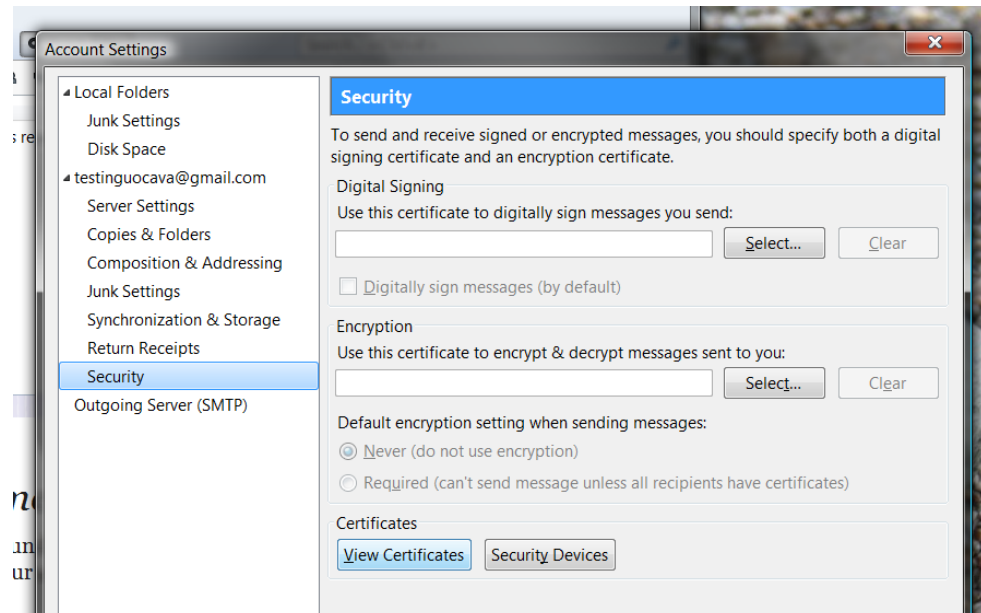 Account Settings
Local Folders
Junk Settings
Disk Space
testinguocava@gmail.com
Server Settings
Copies & Folders
Composition & Addressing
Junk Settings
Synchronization & Storage
Return Receipts
Security
Outgoing Server (SMTP)
Security
To send and receive signed or encrypted messages, you should specify both a digital
signing certificate and an encryption certificate.
Digital Signing
Use this certificate to digitally sign messages you send:
Select... Clear
Digitally sign messages (by default)
Encryption
Use this certificate to encrypt & decrypt messages sent to you:
Select... Clear
Default encryption setting when sending messages:
Never (do not use encryption)
Required (can't send message unless all recipients have certificates)
Certificates
View Certificates Security Devices